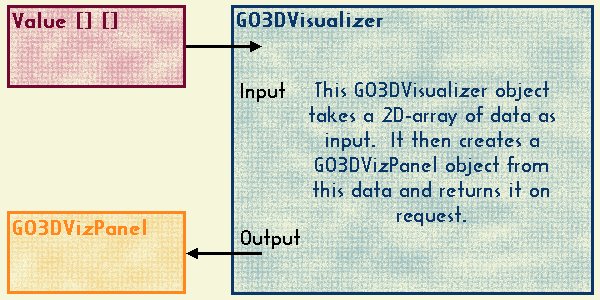 Value [] []
GO3DVisualizer
Input
This GO3DVisualizer object
takes a 2D-array of data as
input. It then creates a
GO3DVizPanel object from
this data and returns it on
request.
GO3DVizPanel
Output